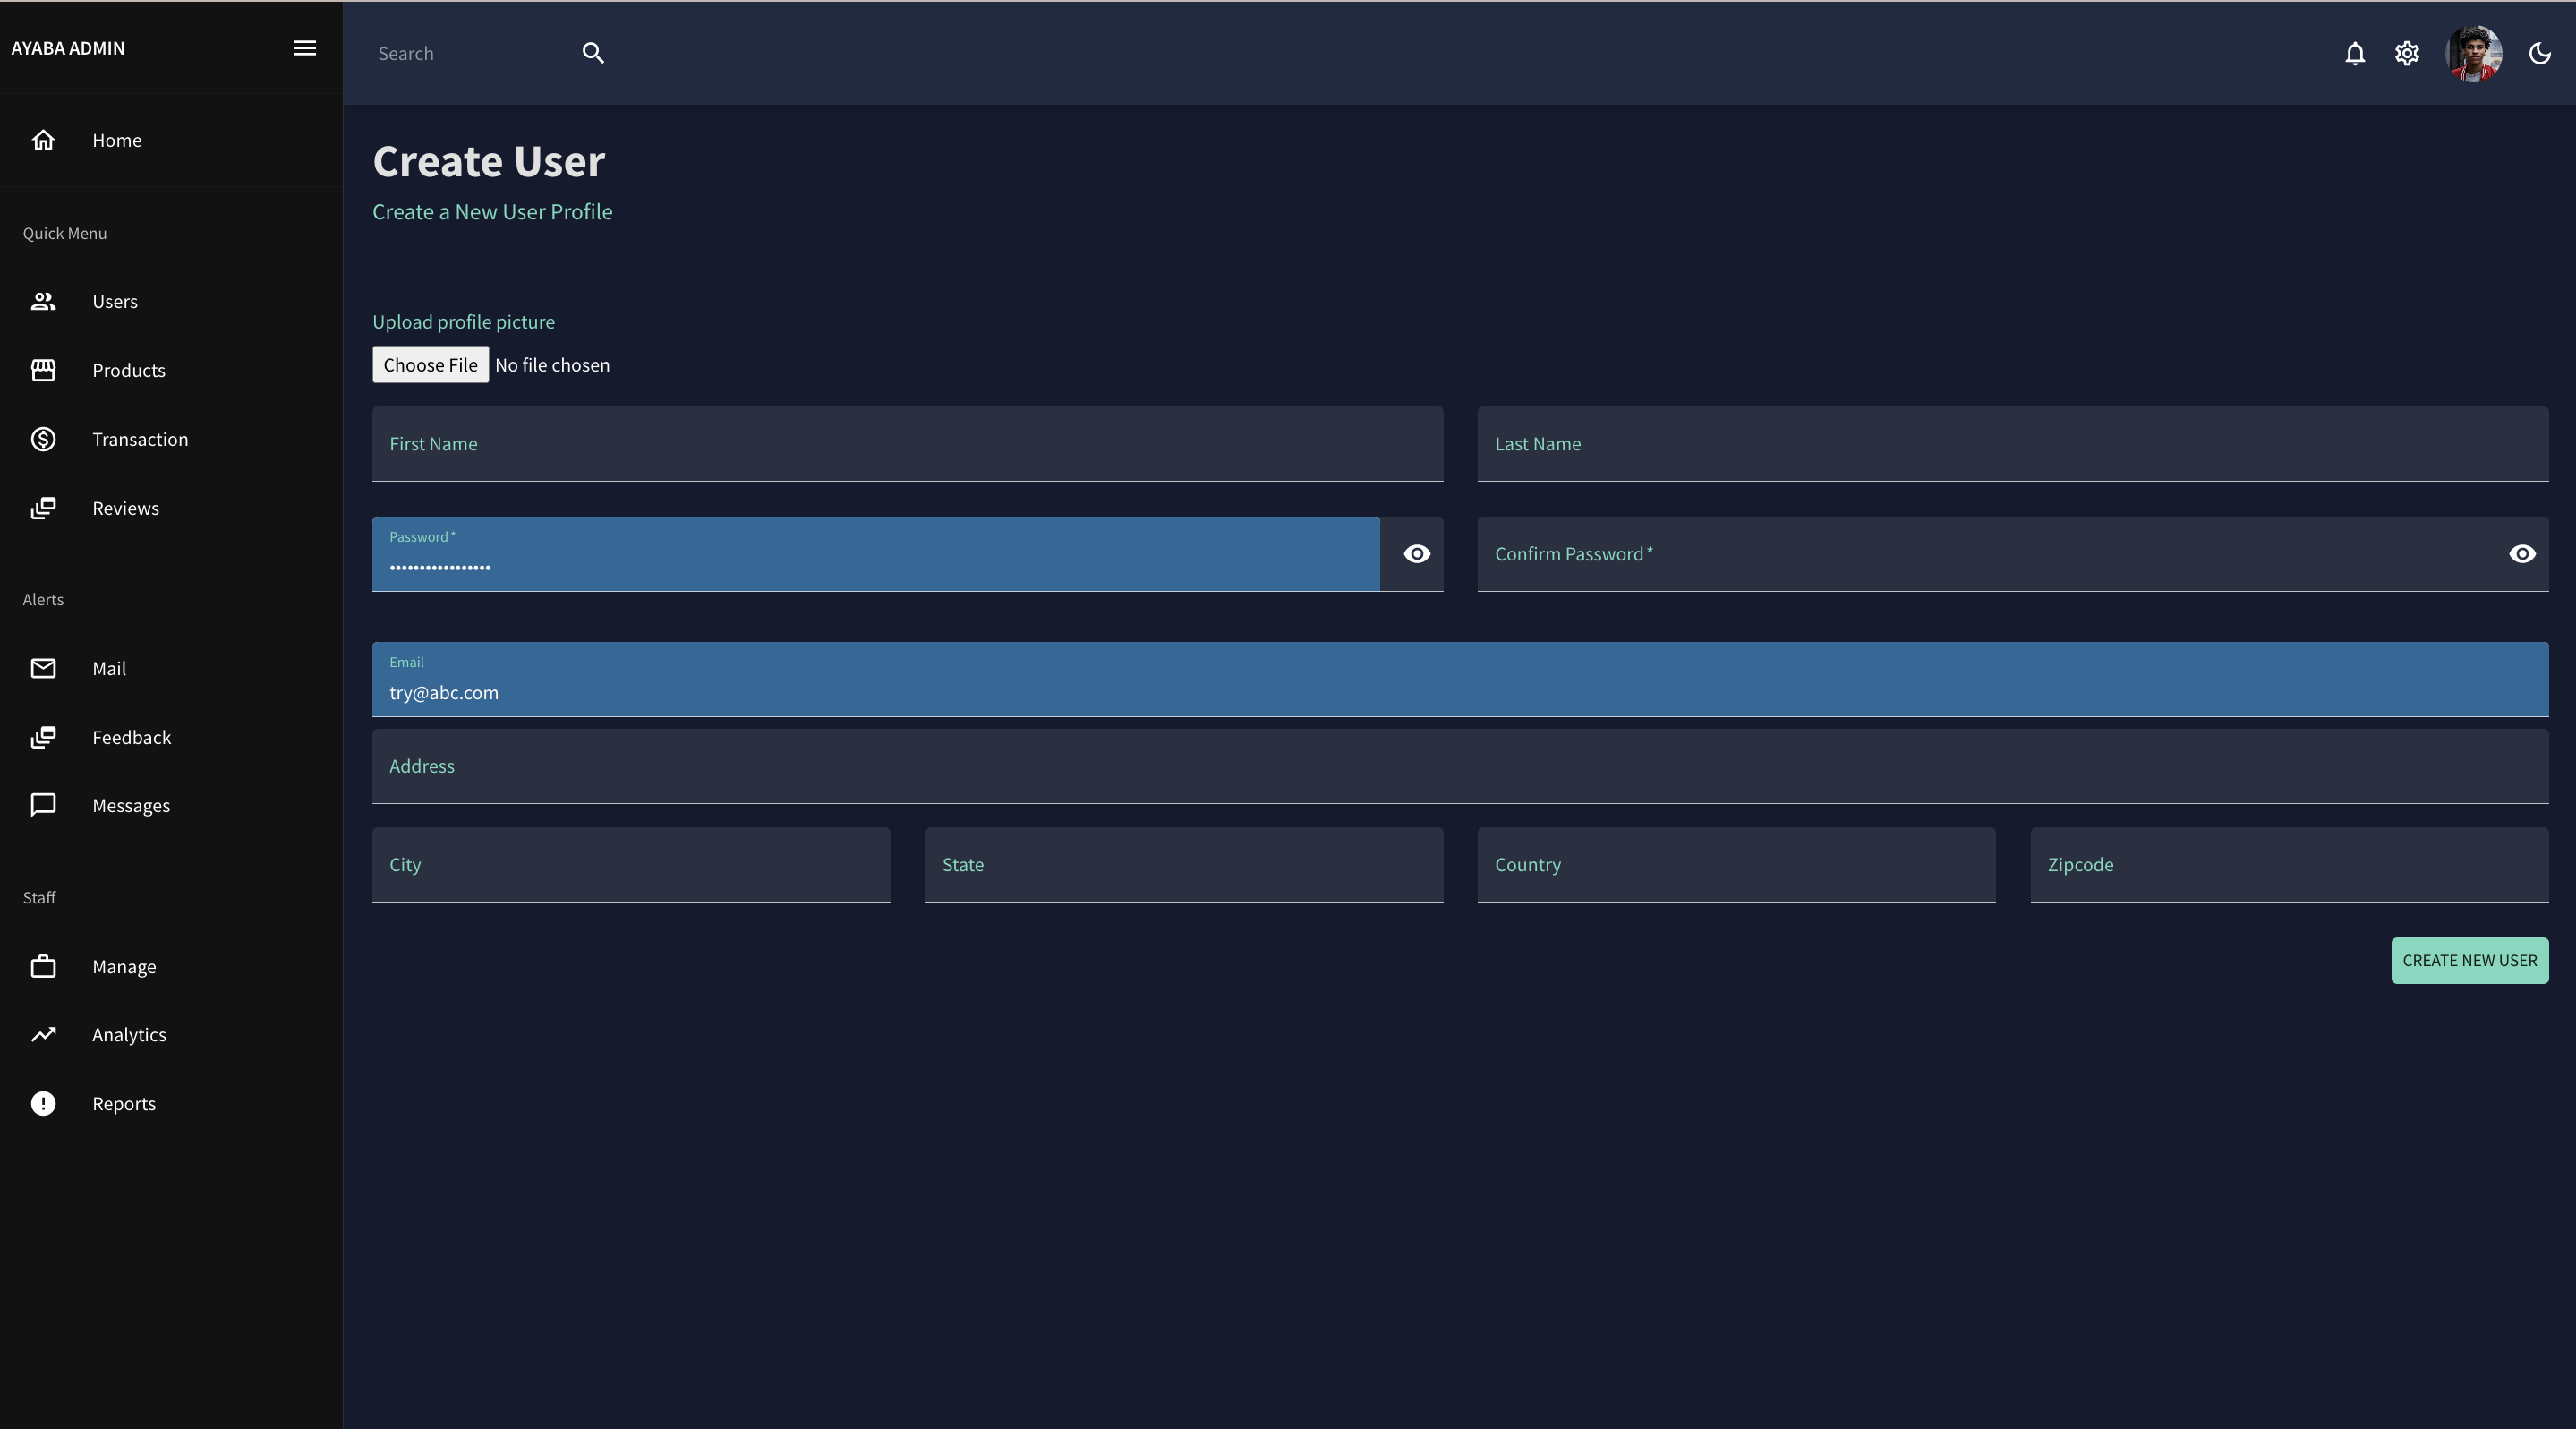 AYABA ADMIN
Search
Home
Quick Menu
Users
Products
Transaction
Reviews
Alerts
Mail
Feedback
Messages
Staff
Manage
Analytics
Reports
Create User
Create a New User Profile
Upload profile picture
Choose File No file chosen
First Name
Last Name
Password *
•••••••••••••••••
Confirm Password *
Email
try@abc.com
Address
City
State
Country
Zipcode
CREATE NEW USER